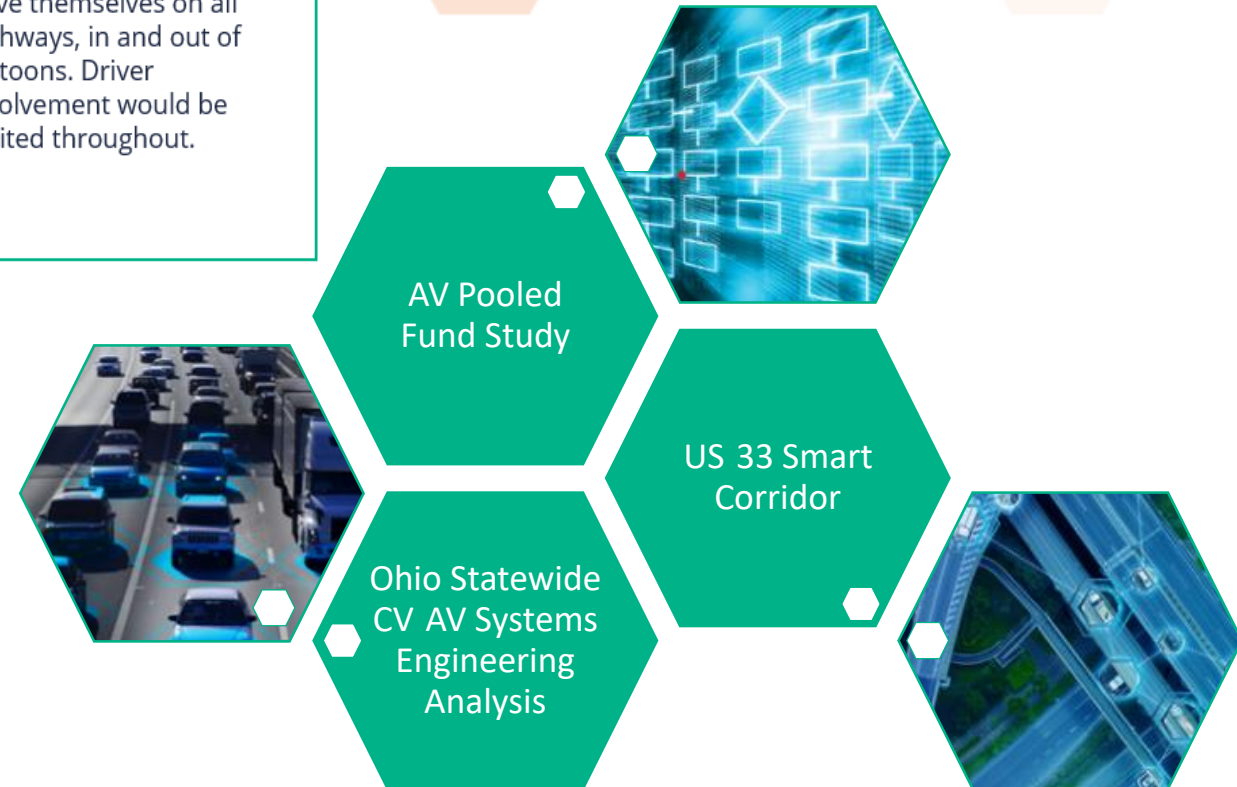 ve themselves on all
hways, in and out of
toons. Driver
olvement would be
ited throughout.
AV Pooled
Fund Study
US 33 Smart
Corridor
Ohio Statewide
CV AV Systems
Engineering
Analysis